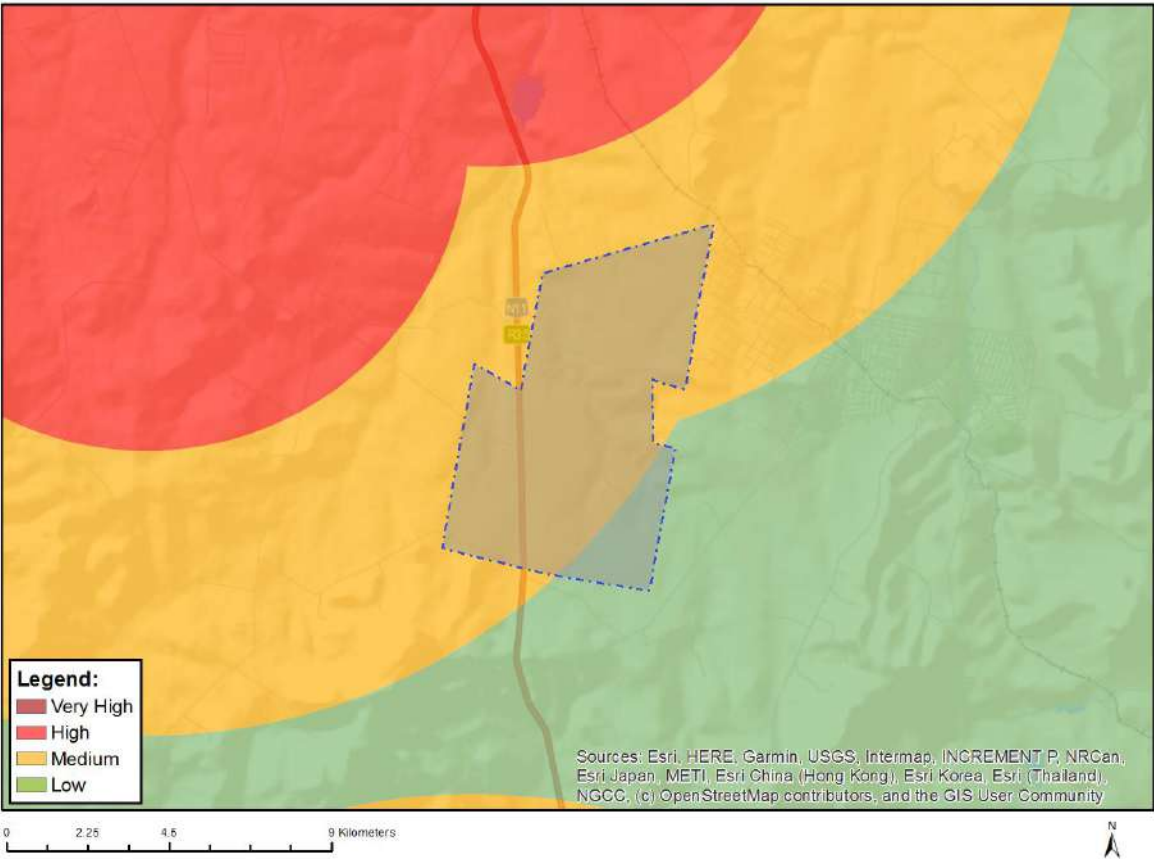 Legend:
Very High
High
Medium
Low
Sources: Esri, HERE, Garmin, USGS, Intermap, INCREMENT P, NRCan,
Esri Japan, METI, Esri China (Hong Kong), Esri Korea, Esri (Thailand),
NGCC, (c) OpenStreetMap contributors, and the GIS User Community
0 2.25 4.5 9 Kilometers
N